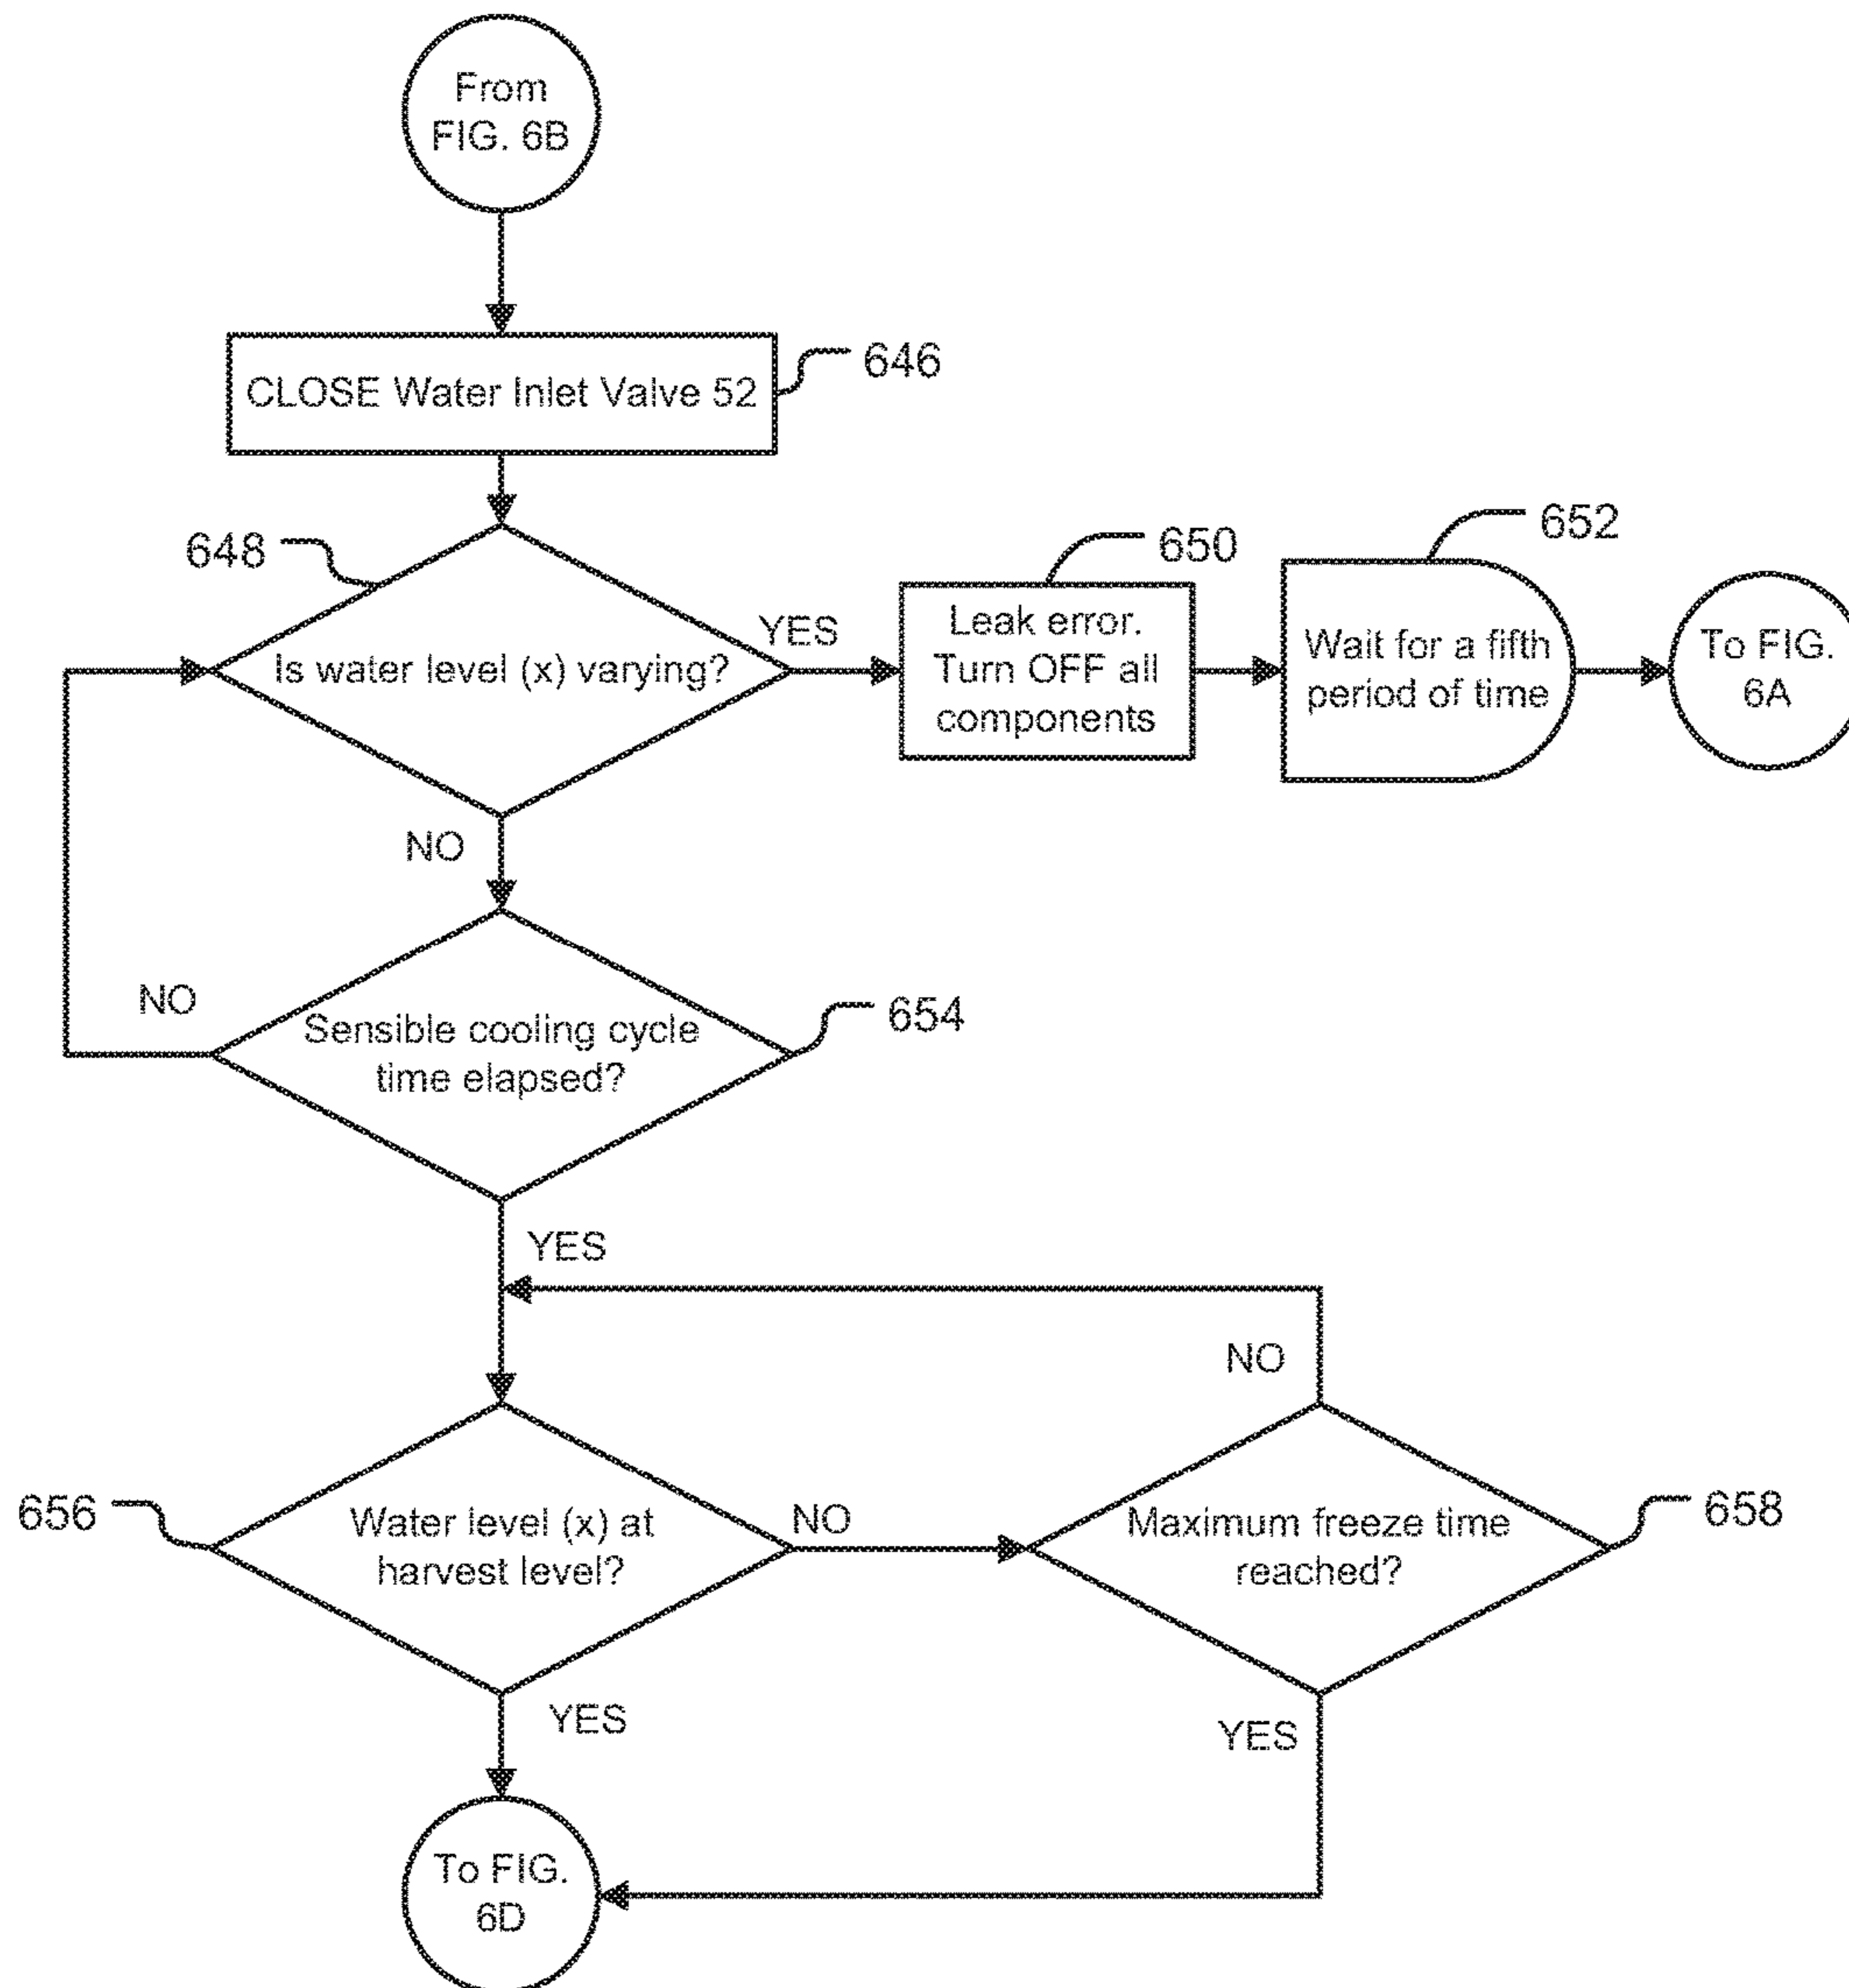 From
FIG. 6B
CLOSE Water Inlet Valve 52
646
648
Is water level (x) varying?
YES
650
Leak error.
Turn OFF all
components
652
Wait for a fifth
period of time
To FIG.
6A
NO
NO
Sensible cooling cycle
time elapsed?
654
YES
NO
656
Water level (x) at
harvest level?
NO
Maximum freeze time
reached?
658
YES
YES
To FIG.
6D